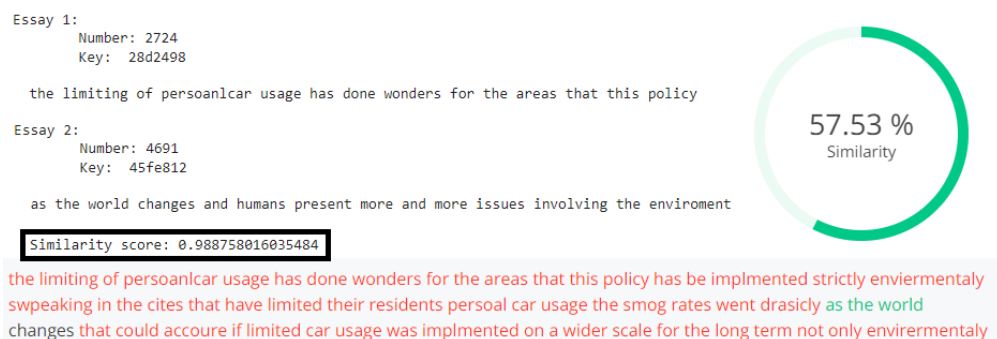 Essay 1:
Number: 2724
Key: 28d2498
the limiting of persoanlcar usage has done wonders for the areas that this policy
Essay 2:
Number: 4691
Key: 45fe812
as the world changes and humans present more and more issues involving the enviroment
Similarity score: 0.988758016035484
57.53 %
Similarity
the limiting of persoanlcar usage has done wonders for the areas that this policy has be implmented strictly enviermentaly
swpeaking in the cites that have limited their residents persoal car usage the smog rates went drasicly as the world
changes that could accoure if limited car usage was implmented on a wider scale for the long term not only envirermentaly